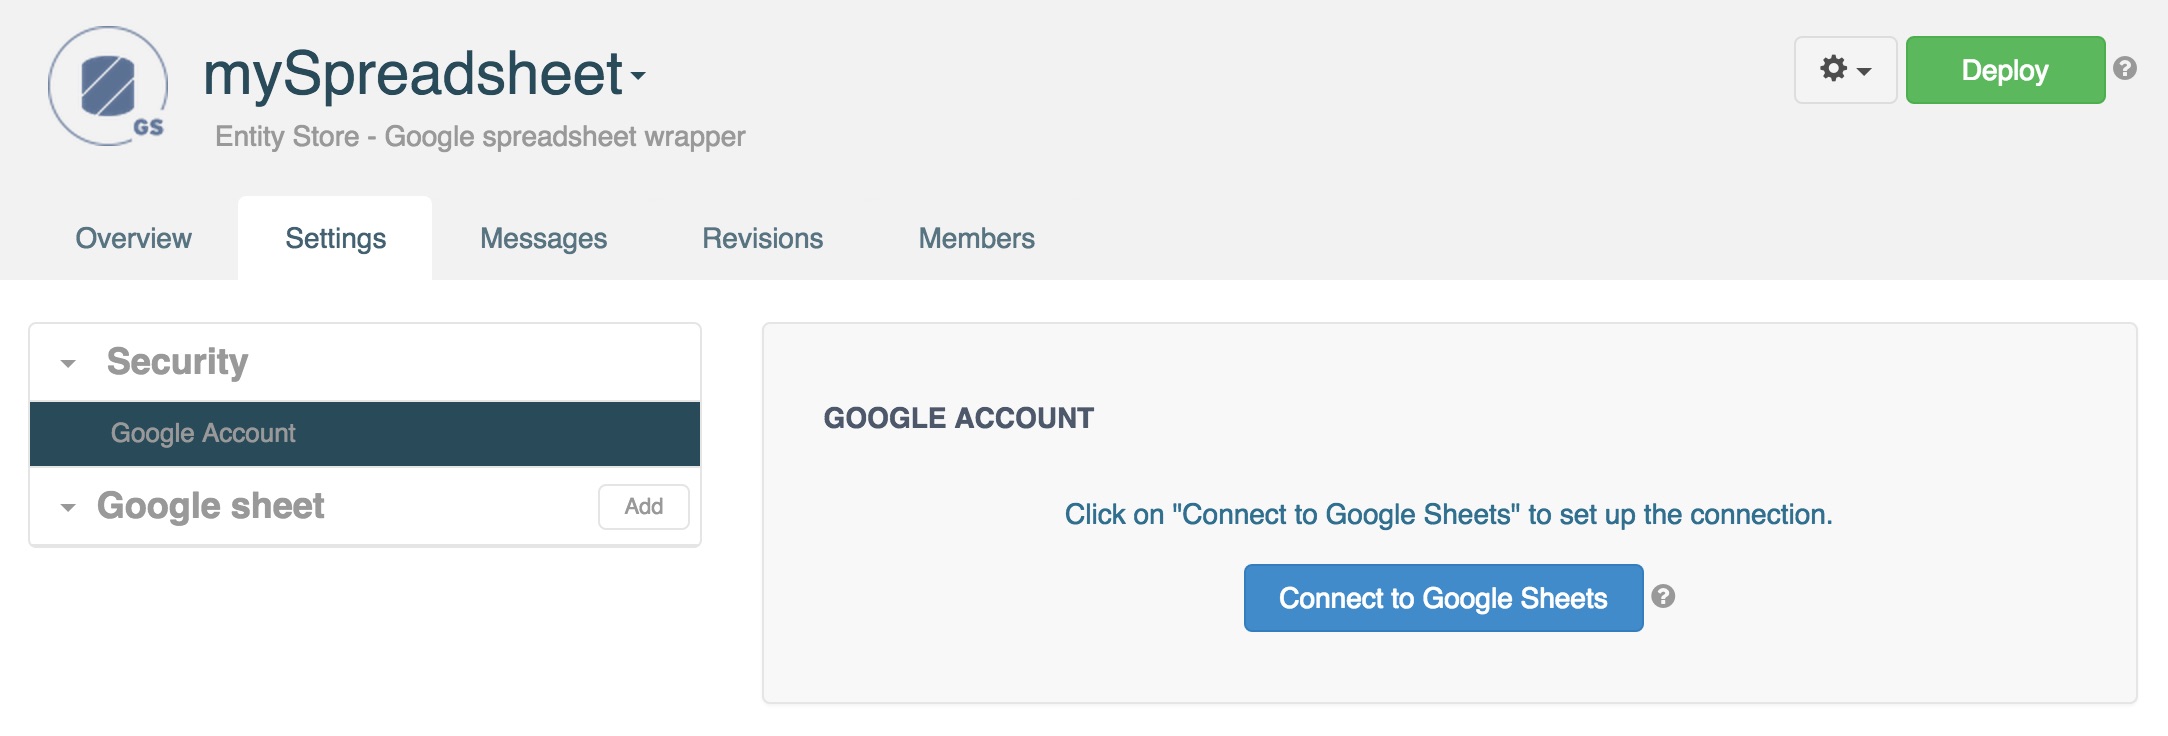 GS
mySpreadsheet
Entity Store - Google spreadsheet wrapper
Deploy
?
Overview
Settings
Messages
Revisions
Members
Security
Google Account
Google sheet
Add
GOOGLE ACCOUNT
Click on "Connect to Google Sheets" to set up the connection.
Connect to Google Sheets
?